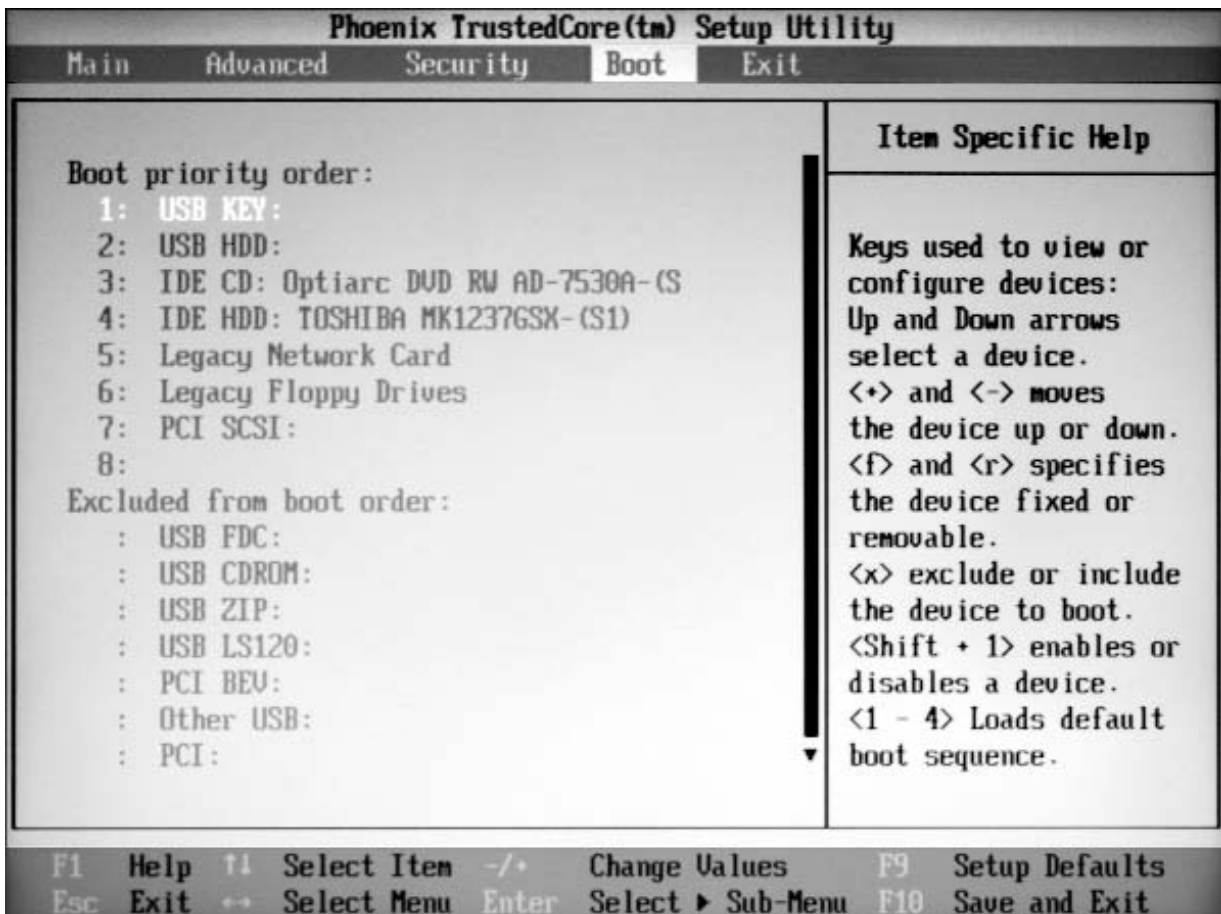 Phoenix TrustedCore(tm) Setup Utility
Main Advanced Security Boot Exit
Item Specific Help
Boot priority order:
1: USB KEY:
2: USB HDD:
3: IDE CD: Optiarc DVD RW AD-7530A-(S
4: IDE HDD: TOSHIBA MK1237GSX-(S1)
5: Legacy Network Card
6: Legacy Floppy Drives
7: PCI SCSI:
8:
Excluded from boot order:
: USB FDC:
: USB CDROM:
: USB ZIP:
: USB LS120:
: PCI BEV:
: Other USB:
: PCI:
Keys used to view or
configure devices:
Up and Down arrows
select a device.
<+> and <-> moves
the device up or down.
<f> and <r> specifies
the device fixed or
removable.
<x> exclude or include
the device to boot.
<Shift + 1> enables or
disables a device.
<1 - 4> Loads default
boot sequence.
F1 Help ↑↓ Select Item -/+ Change Values F9 Setup Defaults
Esc Exit ↔ Select Menu Enter Select ▶ Sub-Menu F10 Save and Exit